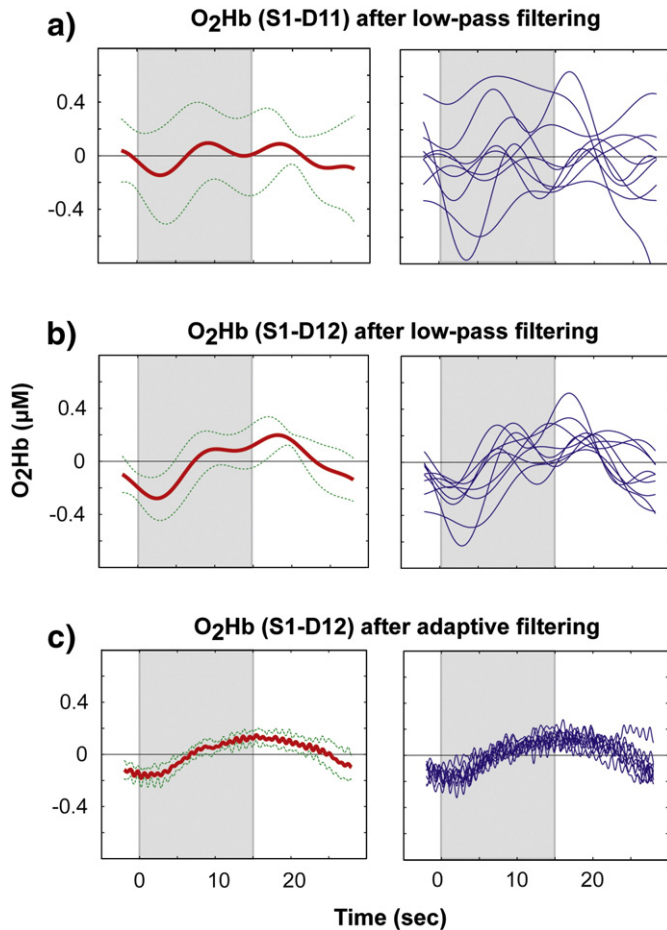 a)
O2Hb (S1-D11) after low-pass filtering
0.4
0
-0.4
b)
O2Hb (S1-D12) after low-pass filtering
0.4
0
-0.4
O2Hb (µM)
c)
O2Hb (S1-D12) after adaptive filtering
0.4
0
-0.4
0 10 20 0 10 20
Time (sec)